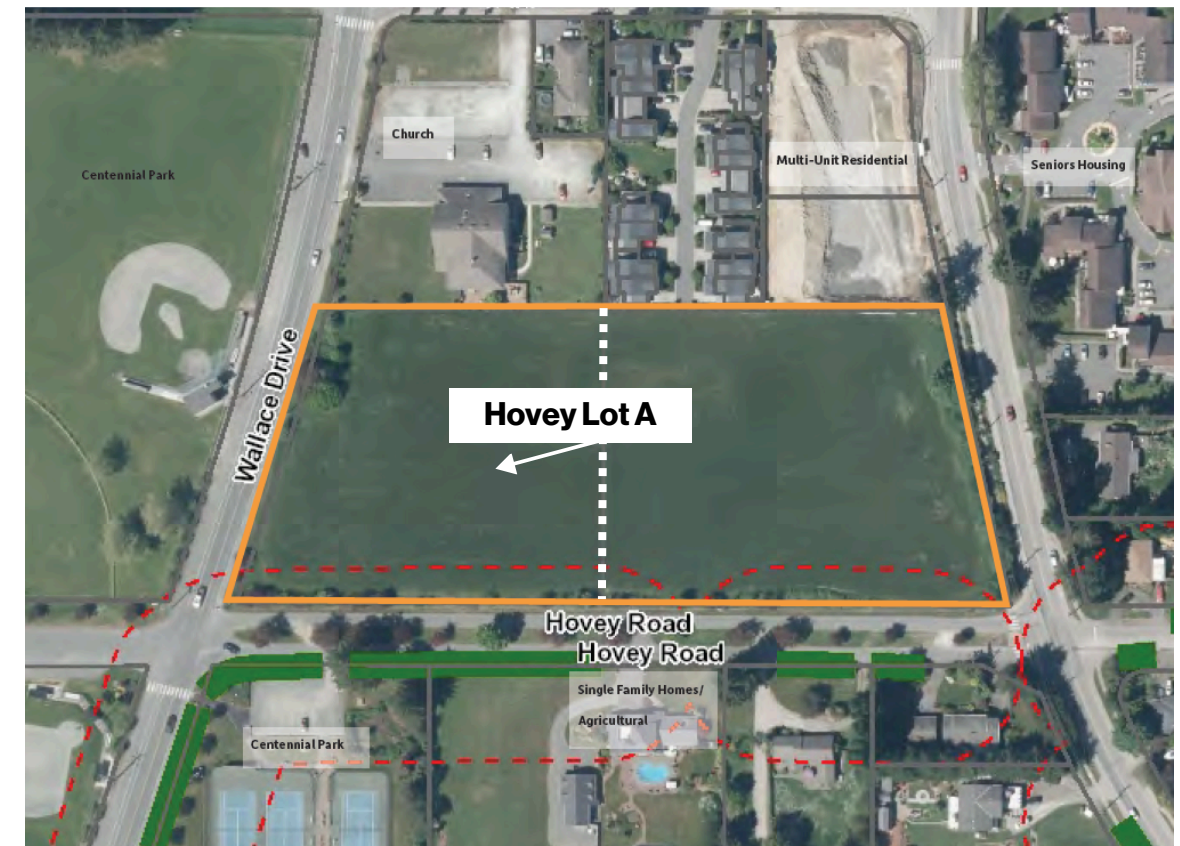 Church
Centennial Park
Multi-Unit Residential
Seniors Housing
Wallace Drive
Hovey Lot A
Hovey Road
Hovey Road
Single Family Homes/
Agricultural
Centennial Park